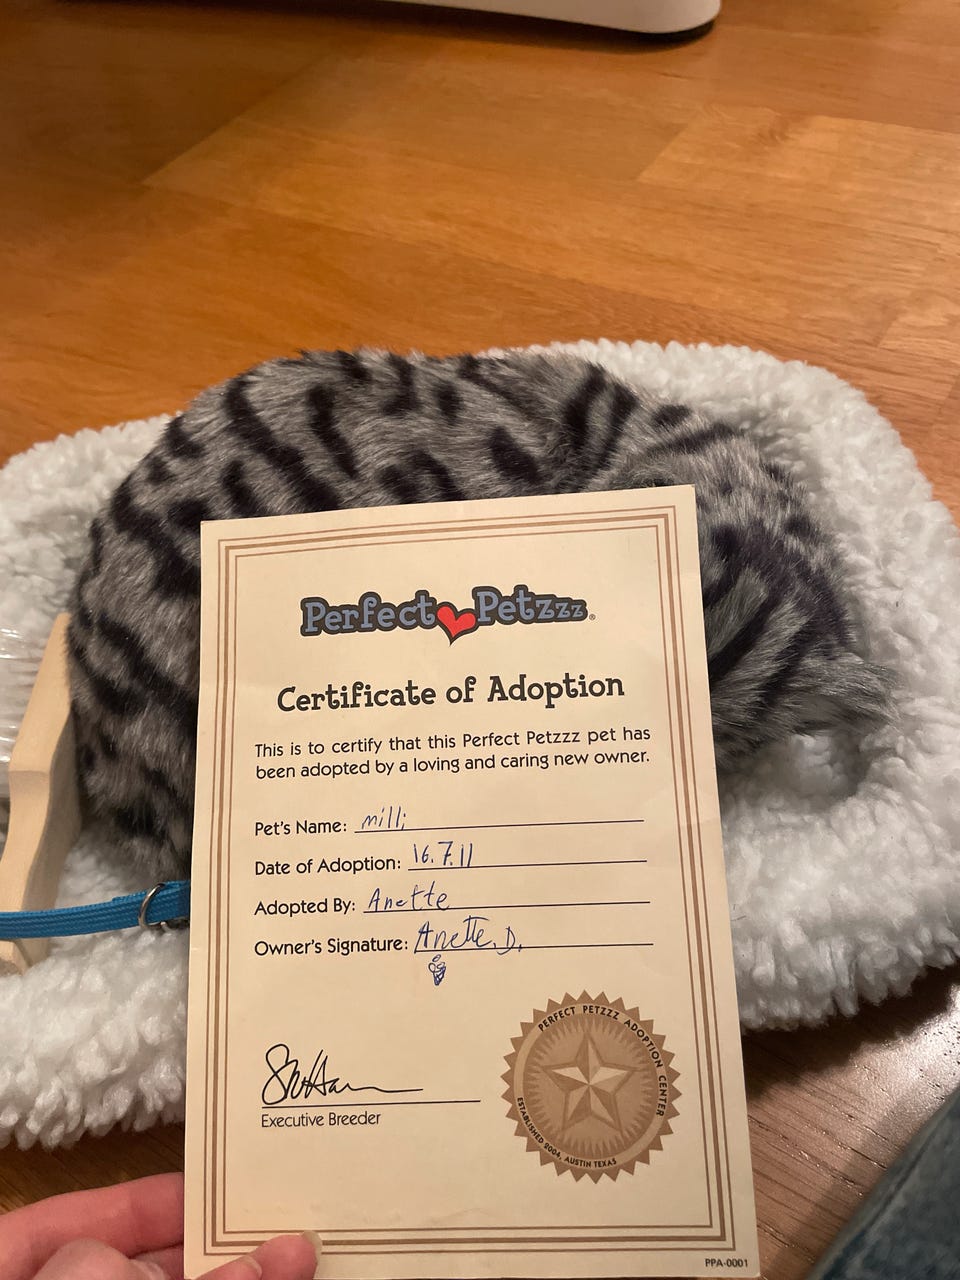 Perfect Petzzz®
Certificate of Adoption
This is to certify that this Perfect Petzzz pet has
been adopted by a loving and caring new owner.
Pet's Name: milli
Date of Adoption: 16.7.11
Adopted By: Anette
Owner's Signature: Anette. D.
Executive Breeder
PERFECT PETZZZ ADOPTION CENTER
ESTABLISHED 2004, AUSTIN TEXAS
PPA-0001